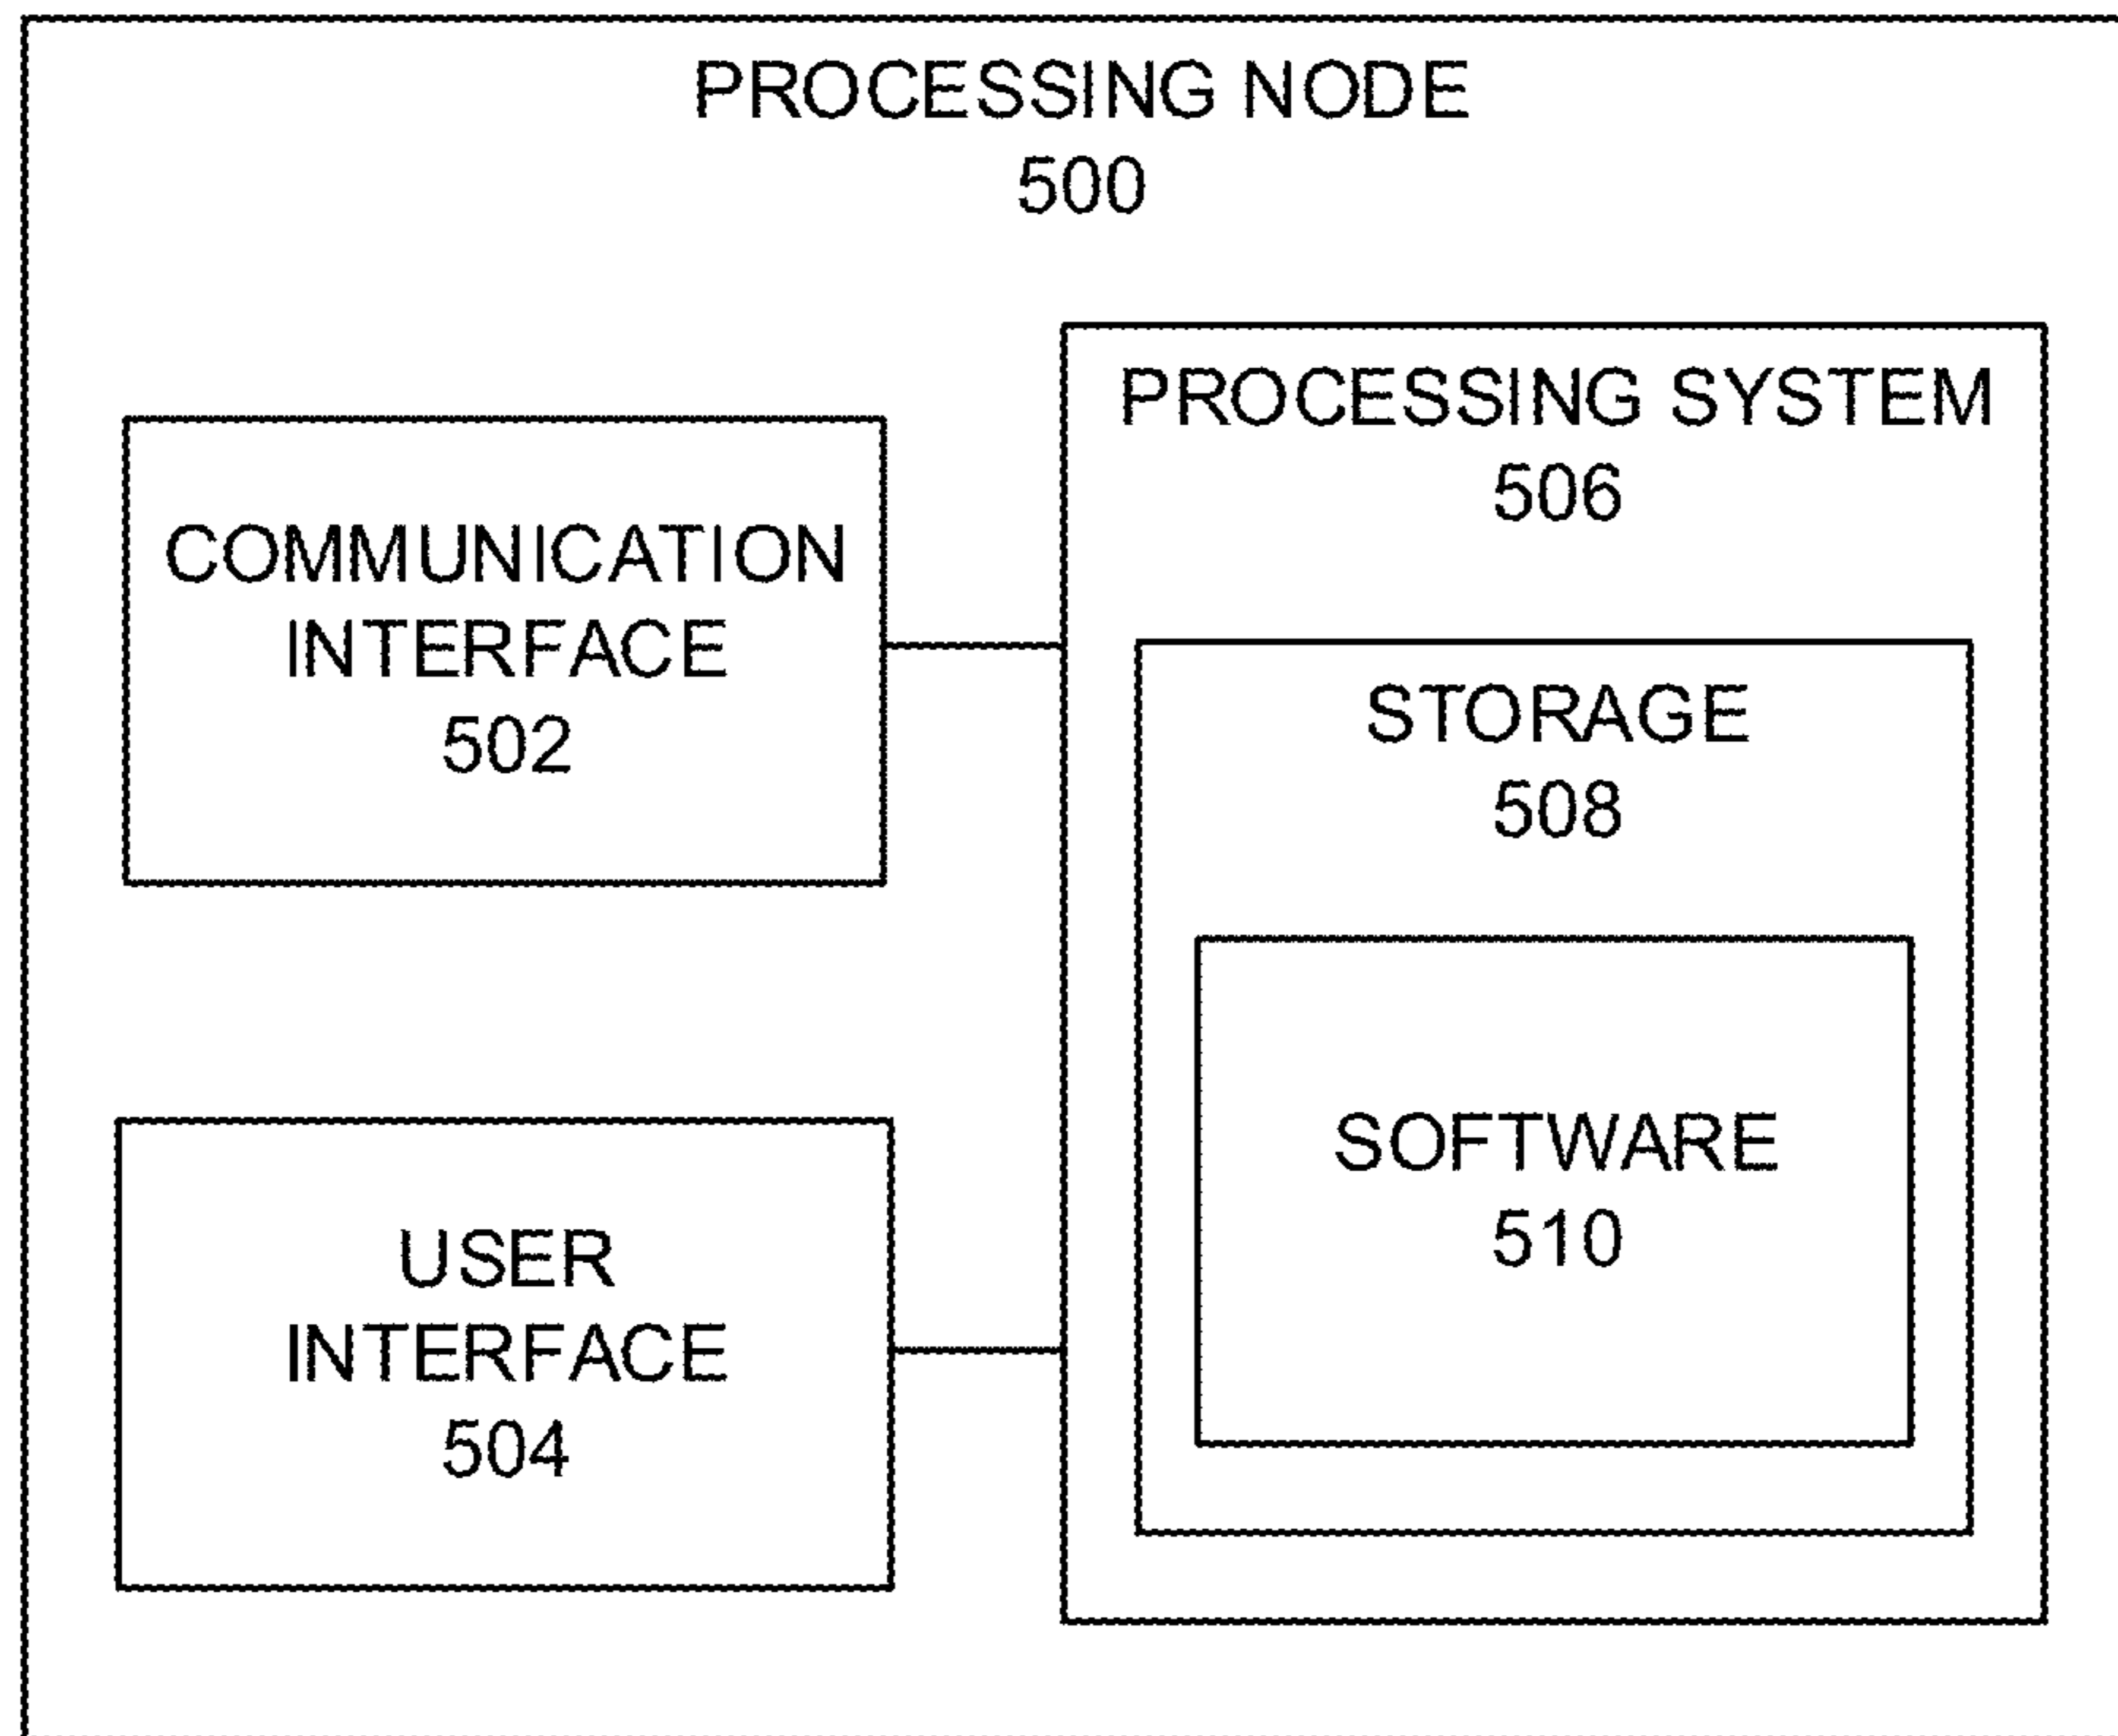 PROCESSING NODE
500
COMMUNICATION
INTERFACE
502
USER
INTERFACE
504
PROCESSING SYSTEM
506
STORAGE
508
SOFTWARE
510